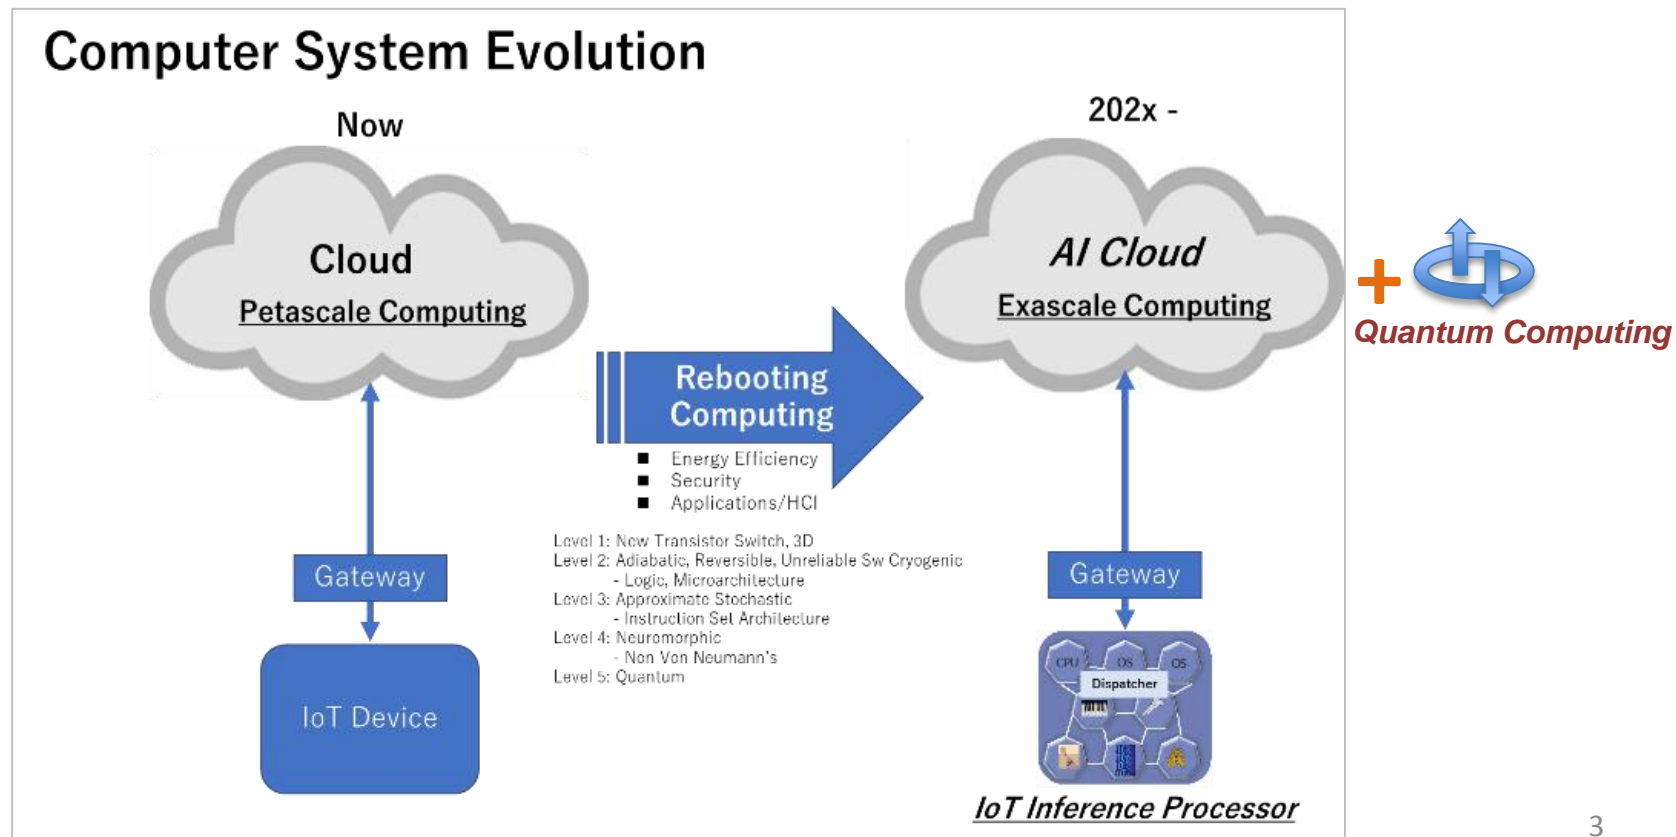 Computer System Evolution
Now
202x -
Cloud
Petascale Computing
AI Cloud
Exascale Computing
+
Quantum Computing
Rebooting
Computing
■ Energy Efficiency
■ Security
■ Applications/HCI
Level 1: New Transistor Switch, 3D
Level 2: Adiabatic, Reversible, Unreliable Sw Cryogenic
- Logic, Microarchitecture
Level 3: Approximate Stochastic
- Instruction Set Architecture
Level 4: Neuromorphic
- Non Von Neumann's
Level 5: Quantum
Gateway
IoT Device
Gateway
CPU OS OS
Dispatcher
IoT Inference Processor
3